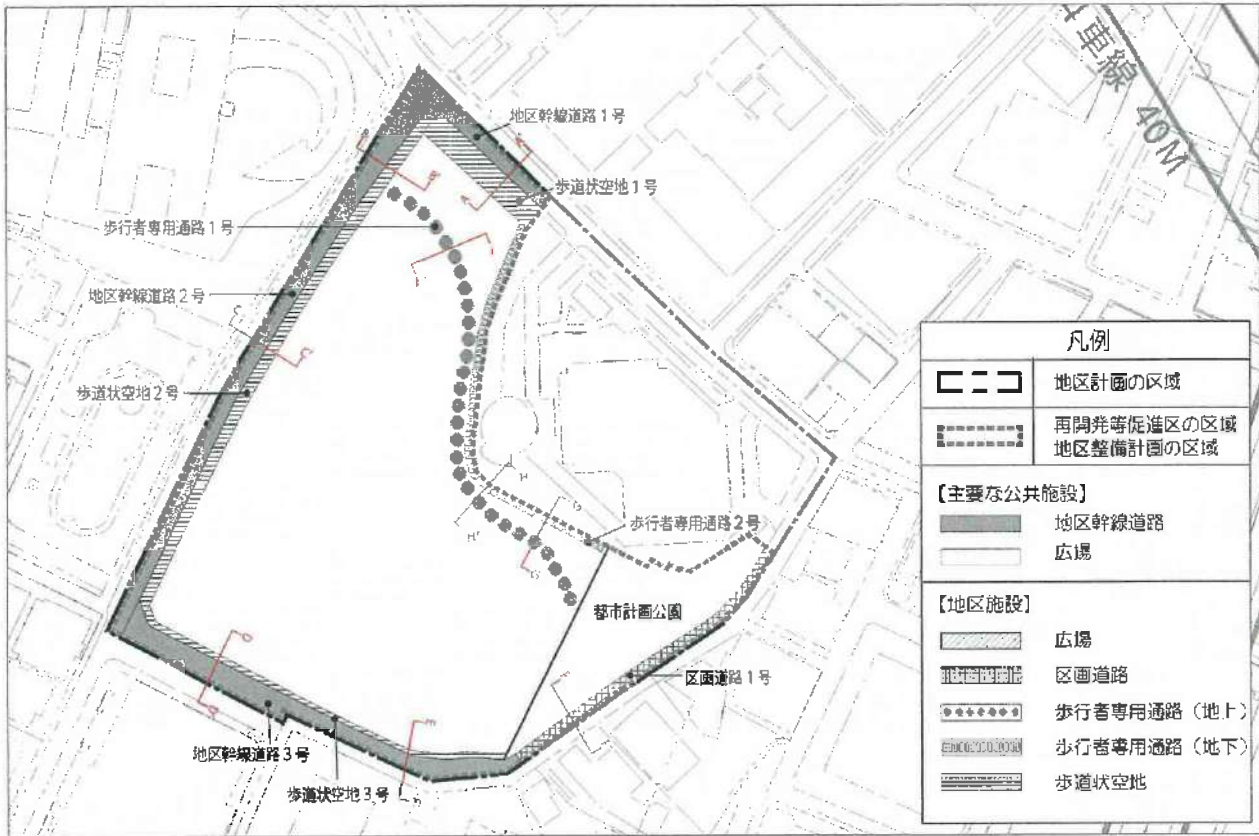 4車線 40M
地区幹線道路1号
歩道状空地1号
歩行者専用通路1号
地区幹線道路2号
歩道状空地2号
歩行者専用通路2号
都市計画公園
区画道路1号
地区幹線道路3号
歩道状空地3号
凡例
地区計画の区域
再開発等促進区の区域
地区整備計画の区域
【主要な公共施設】
地区幹線道路
広場
【地区施設】
広場
区画道路
歩行者専用通路（地上）
歩行者専用通路（地下）
歩道状空地